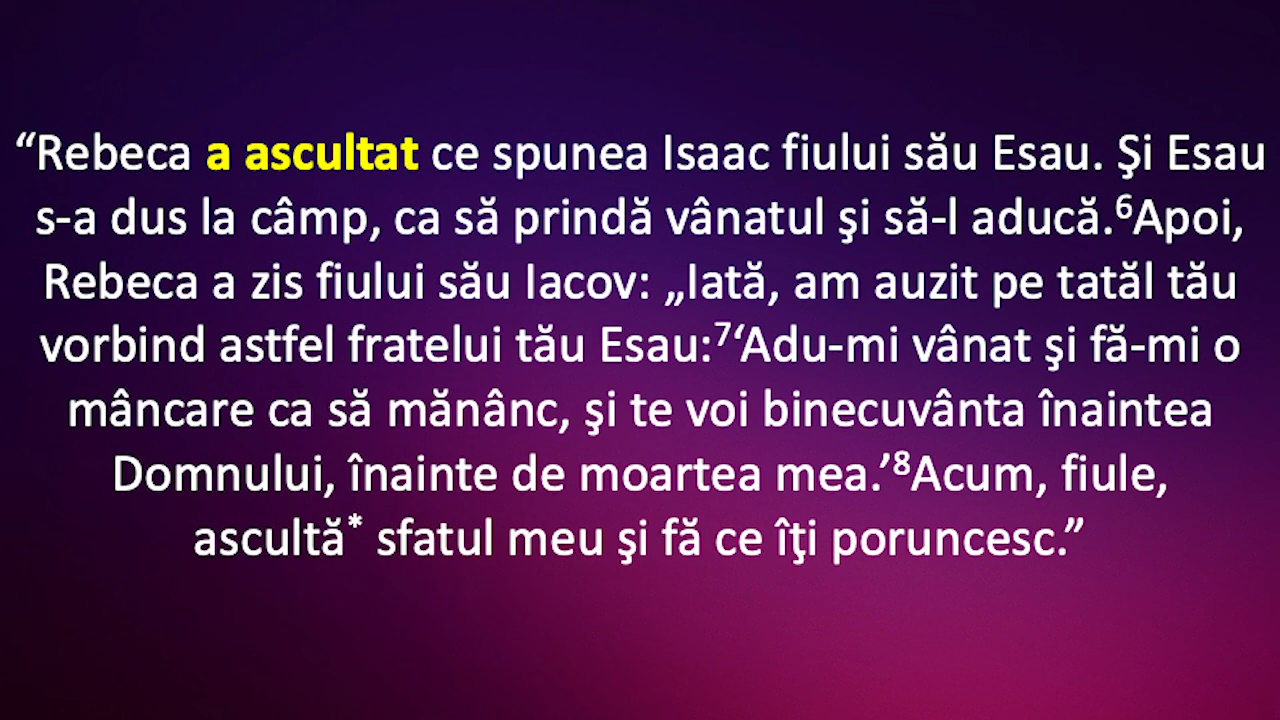 “Rebeca a ascultat ce spunea Isaac fiului său Esau. Şi Esau
s-a dus la câmp, ca să prindă vânatul şi să-l aducă.⁶Apoi,
Rebeca a zis fiului său Iacov: „Iată, am auzit pe tatăl tău
vorbind astfel fratelui tău Esau:⁷‘Adu-mi vânat şi fă-mi o
mâncare ca să mănânc, şi te voi binecuvânta înaintea
Domnului, înainte de moartea mea.’⁸Acum, fiule,
ascultă* sfatul meu şi fă ce îţi poruncesc.”